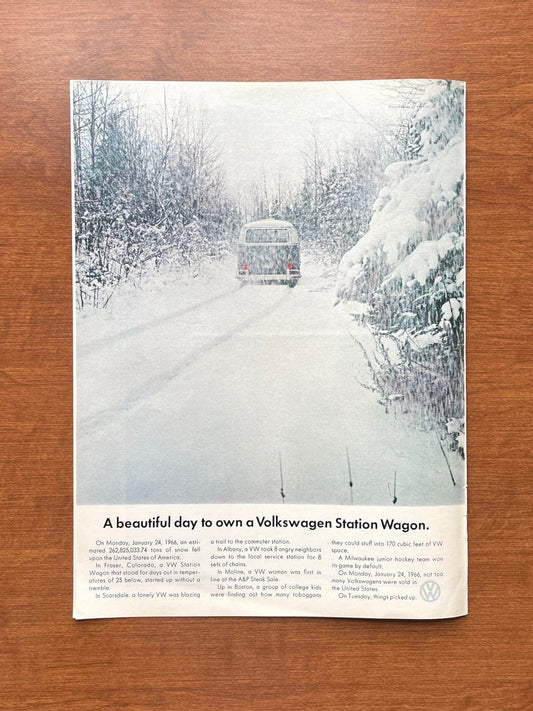 A beautiful day to own a Volkswagen Station Wagon.
On Monday, January 24, 1966, an esti-
mated 262,825,033.74 tons of snow fell
upon the United States of America.
In Fraser, Colorado, a VW Station
Wagon that stood for days out in temper-
atures of 25 below, started up without a
tremble.
In Scarsdale, a lonely VW was blazing
a trail to the commuter station.
In Albany, a VW took 8 angry neighbors
down to the local service station for 8
sets of chains.
In Moline, a VW woman was first in
line at the A&P Steak Sale.
Up in Boston, a group of college kids
were finding out how many toboggans
they could stuff into 170 cubic feet of VW
space.
A Milwaukee junior hockey team won
its game by default.
On Monday, January 24, 1966, not too
many Volkswagens were sold in
the United States.
On Tuesday, things picked up.